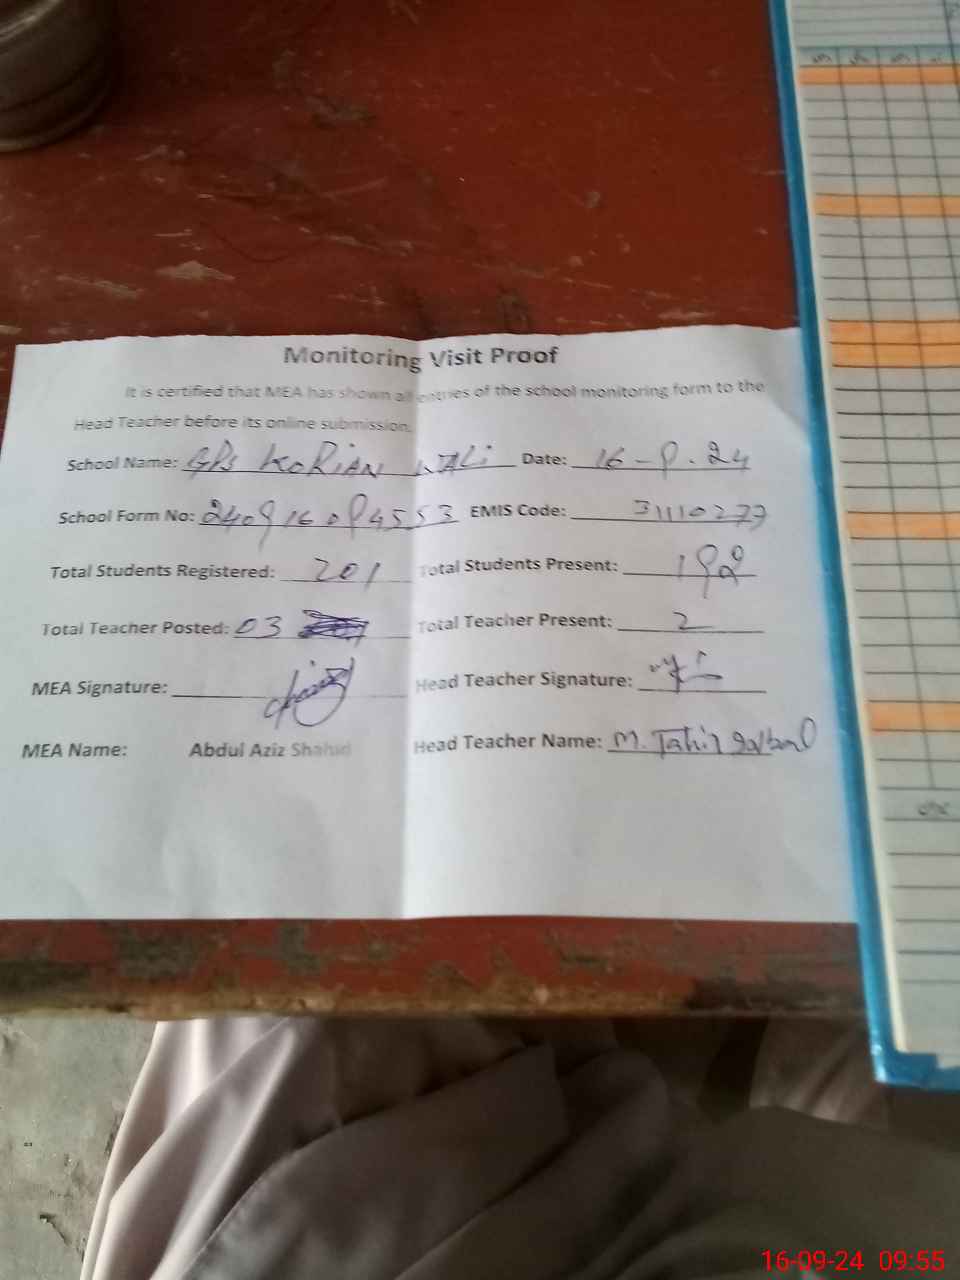 Monitoring Visit Proof
It is certified that MEA has shown all entries of the school monitoring form to the
Head Teacher before its online submission.
School Name: GPS KORIAN WALI Date: 16-9.24
School Form No: 240916094553 EMIS Code: 31110277
Total Students Registered: 201 Total Students Present: 192
Total Teacher Posted: 03 Total Teacher Present: 2
MEA Signature: Head Teacher Signature:
MEA Name: Abdul Aziz Shahid Head Teacher Name: M. Tahir Iqbal
16-09-24 09:55